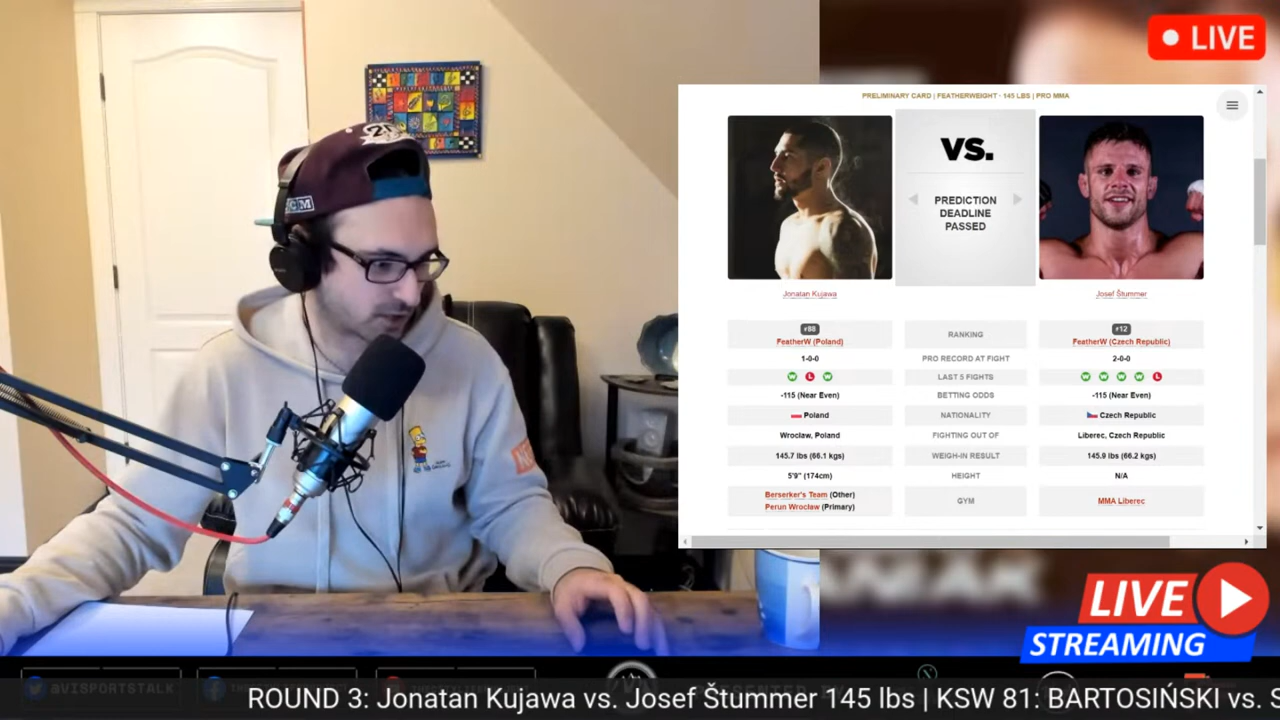 LIVE
PRELIMINARY CARD | FEATHERWEIGHT · 145 LBS | PRO MMA
VS.
PREDICTION
DEADLINE
PASSED
Jonatan Kujawa
Josef Štummer
#88
FeatherW (Poland)
RANKING
#12
FeatherW (Czech Republic)
1-0-0
PRO RECORD AT FIGHT
2-0-0
W L W
LAST 5 FIGHTS
W W W W L
-115 (Near Even)
BETTING ODDS
-115 (Near Even)
Poland
NATIONALITY
Czech Republic
Wrocław, Poland
FIGHTING OUT OF
Liberec, Czech Republic
145.7 lbs (66.1 kgs)
WEIGH-IN RESULT
145.9 lbs (66.2 kgs)
5'9" (174cm)
HEIGHT
N/A
Berserker's Team (Other)
Perun Wrocław (Primary)
GYM
MMA Liberec
CCM
LIVE
STREAMING
@VISPORTSTALK
ROUND 3: Jonatan Kujawa vs. Josef Štummer 145 lbs | KSW 81: BARTOSIŃSKI vs. S